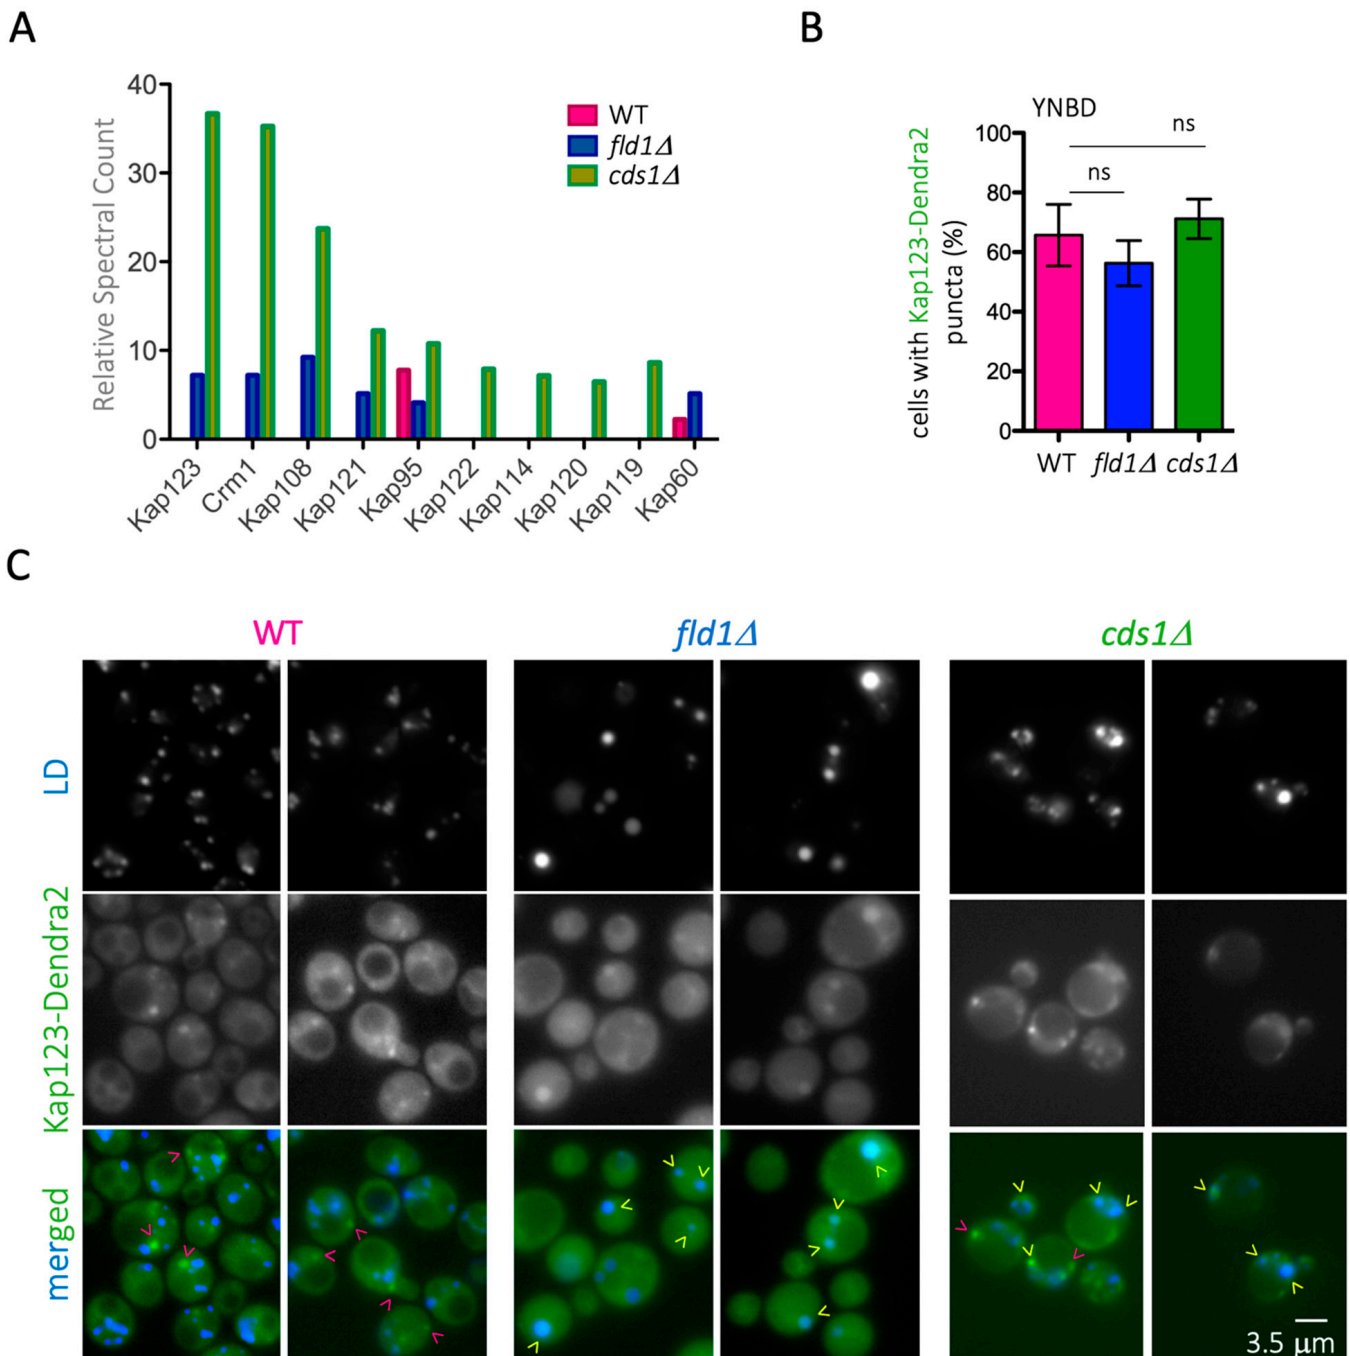 A
40
30
20
10
0
Relative Spectral Count
WT
fld1Δ
cds1Δ
Kap123
Crm1
Kap108
Kap121
Kap95
Kap122
Kap114
Kap120
Kap119
Kap60
B
YNBD
ns
ns
100
80
60
40
20
0
cells with Kap123-Dendra2
puncta (%)
WT
fld1Δ
cds1Δ
C
WT
fld1Δ
cds1Δ
LD
Kap123-Dendra2
merged
3.5 μm